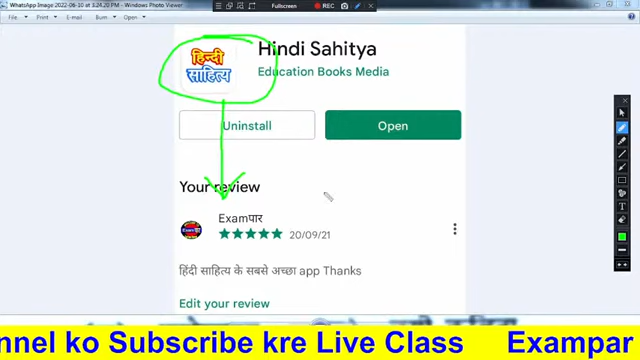 WhatsApp Image 2022-06-10 at 3.24.20 PM - Windows Photo Viewer
Fullscreen
REC
File Print E-mail Burn Open
हिन्दी
साहित्य
Hindi Sahitya
Education Books Media
Uninstall
Open
Your review
Examपार
20/09/21
हिंदी साहित्य के सबसे अच्छा app Thanks
Edit your review
nnel ko Subscribe kre Live Class Exampar